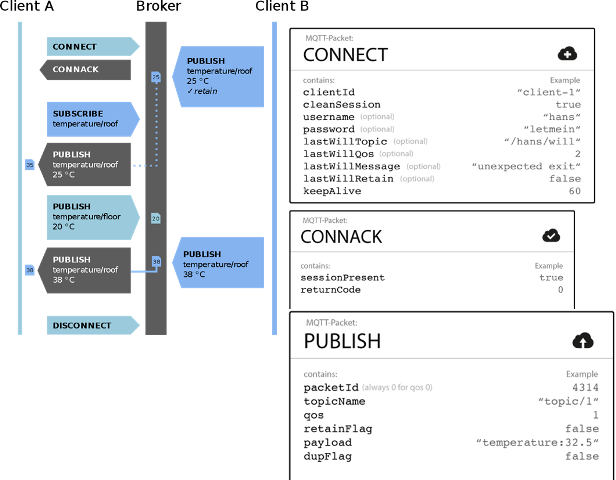 Client A
Broker
Client B
CONNECT
CONNACK
PUBLISH
temperature/roof
25 °C
✓retain
25
SUBSCRIBE
temperature/roof
PUBLISH
temperature/roof
25 °C
PUBLISH
temperature/floor
20 °C
20
PUBLISH
temperature/roof
38 °C
38
38
PUBLISH
temperature/roof
38 °C
DISCONNECT
MQTT-Packet:
CONNECT
contains: Example
clientId "client-1"
cleanSession true
username (optional) "hans"
password (optional) "letmein"
lastWillTopic (optional) "/hans/will"
lastWillQos (optional) 2
lastWillMessage (optional) "unexpected exit"
lastWillRetain (optional) false
keepAlive 60
MQTT-Packet:
CONNACK
contains: Example
sessionPresent true
returnCode 0
MQTT-Packet:
PUBLISH
contains: Example
packetId (always 0 for qos 0) 4314
topicName "topic/1"
qos 1
retainFlag false
payload "temperature:32.5"
dupFlag false